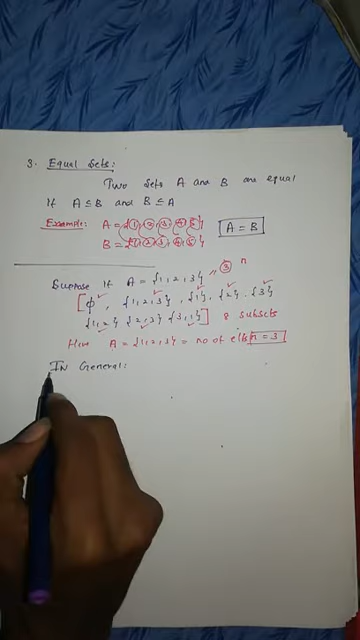 3. Equal Sets:
Two Sets A and B are equal
If A ⊆ B and B ⊆ A
Example: A = {1, 2, 3, 4, 5}
B = {1, 2, 3, 4, 5}
A = B
Suppose if A = {1, 2, 3} 3 n
[ϕ, {1, 2, 3}, {1}, {2}, {3}
{1, 2} {2, 3} {3, 1}] 8 subsets
Here A = {1, 2, 3} = no of elts n = 3
IN General: